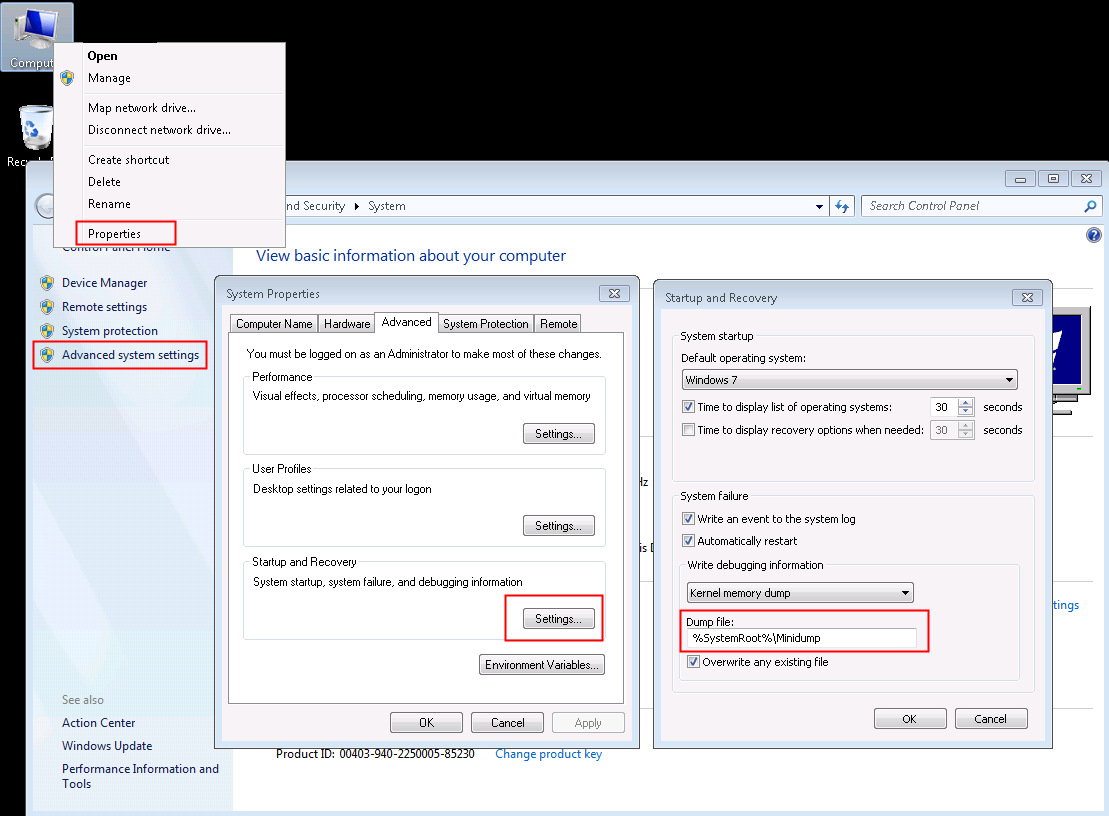 Open
Manage
Map network drive...
Disconnect network drive...
Create shortcut
Delete
Rename
Properties
nd Security
System
Search Control Panel
Control Panel Home
Device Manager
Remote settings
System protection
Advanced system settings
See also
Action Center
Windows Update
Performance Information and
Tools
View basic information about your computer
System Properties
Computer Name
Hardware
Advanced
System Protection
Remote
You must be logged on as an Administrator to make most of these changes.
Performance
Visual effects, processor scheduling, memory usage, and virtual memory
Settings...
User Profiles
Desktop settings related to your logon
Settings...
Startup and Recovery
System startup, system failure, and debugging information
Settings...
Environment Variables...
OK
Cancel
Apply
Product ID: 00403-940-2250005-85230
Change product key
Startup and Recovery
System startup
Default operating system:
Windows 7
Time to display list of operating systems:
30
seconds
Time to display recovery options when needed:
30
seconds
System failure
Write an event to the system log
Automatically restart
Write debugging information
Kernel memory dump
Dump file:
%SystemRoot%\Minidump
Overwrite any existing file
OK
Cancel